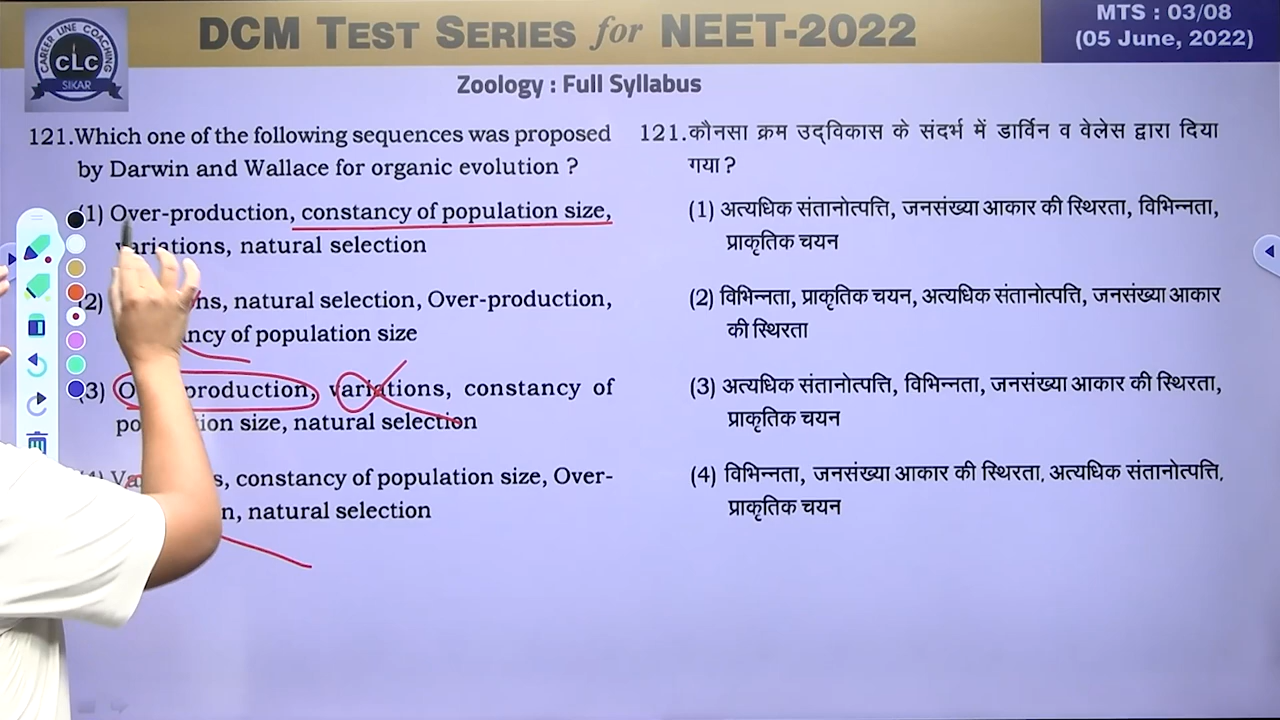 DCM TEST SERIES for NEET-2022
MTS : 03/08
(05 June, 2022)
CAREER LINE COACHING
CLC
SIKAR
Zoology : Full Syllabus
121. Which one of the following sequences was proposed
by Darwin and Wallace for organic evolution ?
(1) Over-production, constancy of population size,
variations, natural selection
(2) natural selection, Over-production,
of population size
(3) variations, constancy of
size, natural selection
constancy of population size, Over-
natural selection
121. कौनसा क्रम उद्विकास के संदर्भ में डार्विन व वेलेस द्वारा दिया
गया ?
(1) अत्यधिक संतानोत्पत्ति, जनसंख्या आकार की स्थिरता, विभिन्नता,
प्राकृतिक चयन
(2) विभिन्नता, प्राकृतिक चयन, अत्यधिक संतानोत्पत्ति, जनसंख्या आकार
की स्थिरता
(3) अत्यधिक संतानोत्पत्ति, विभिन्नता, जनसंख्या आकार की स्थिरता,
प्राकृतिक चयन
(4) विभिन्नता, जनसंख्या आकार की स्थिरता, अत्यधिक संतानोत्पत्ति,
प्राकृतिक चयन